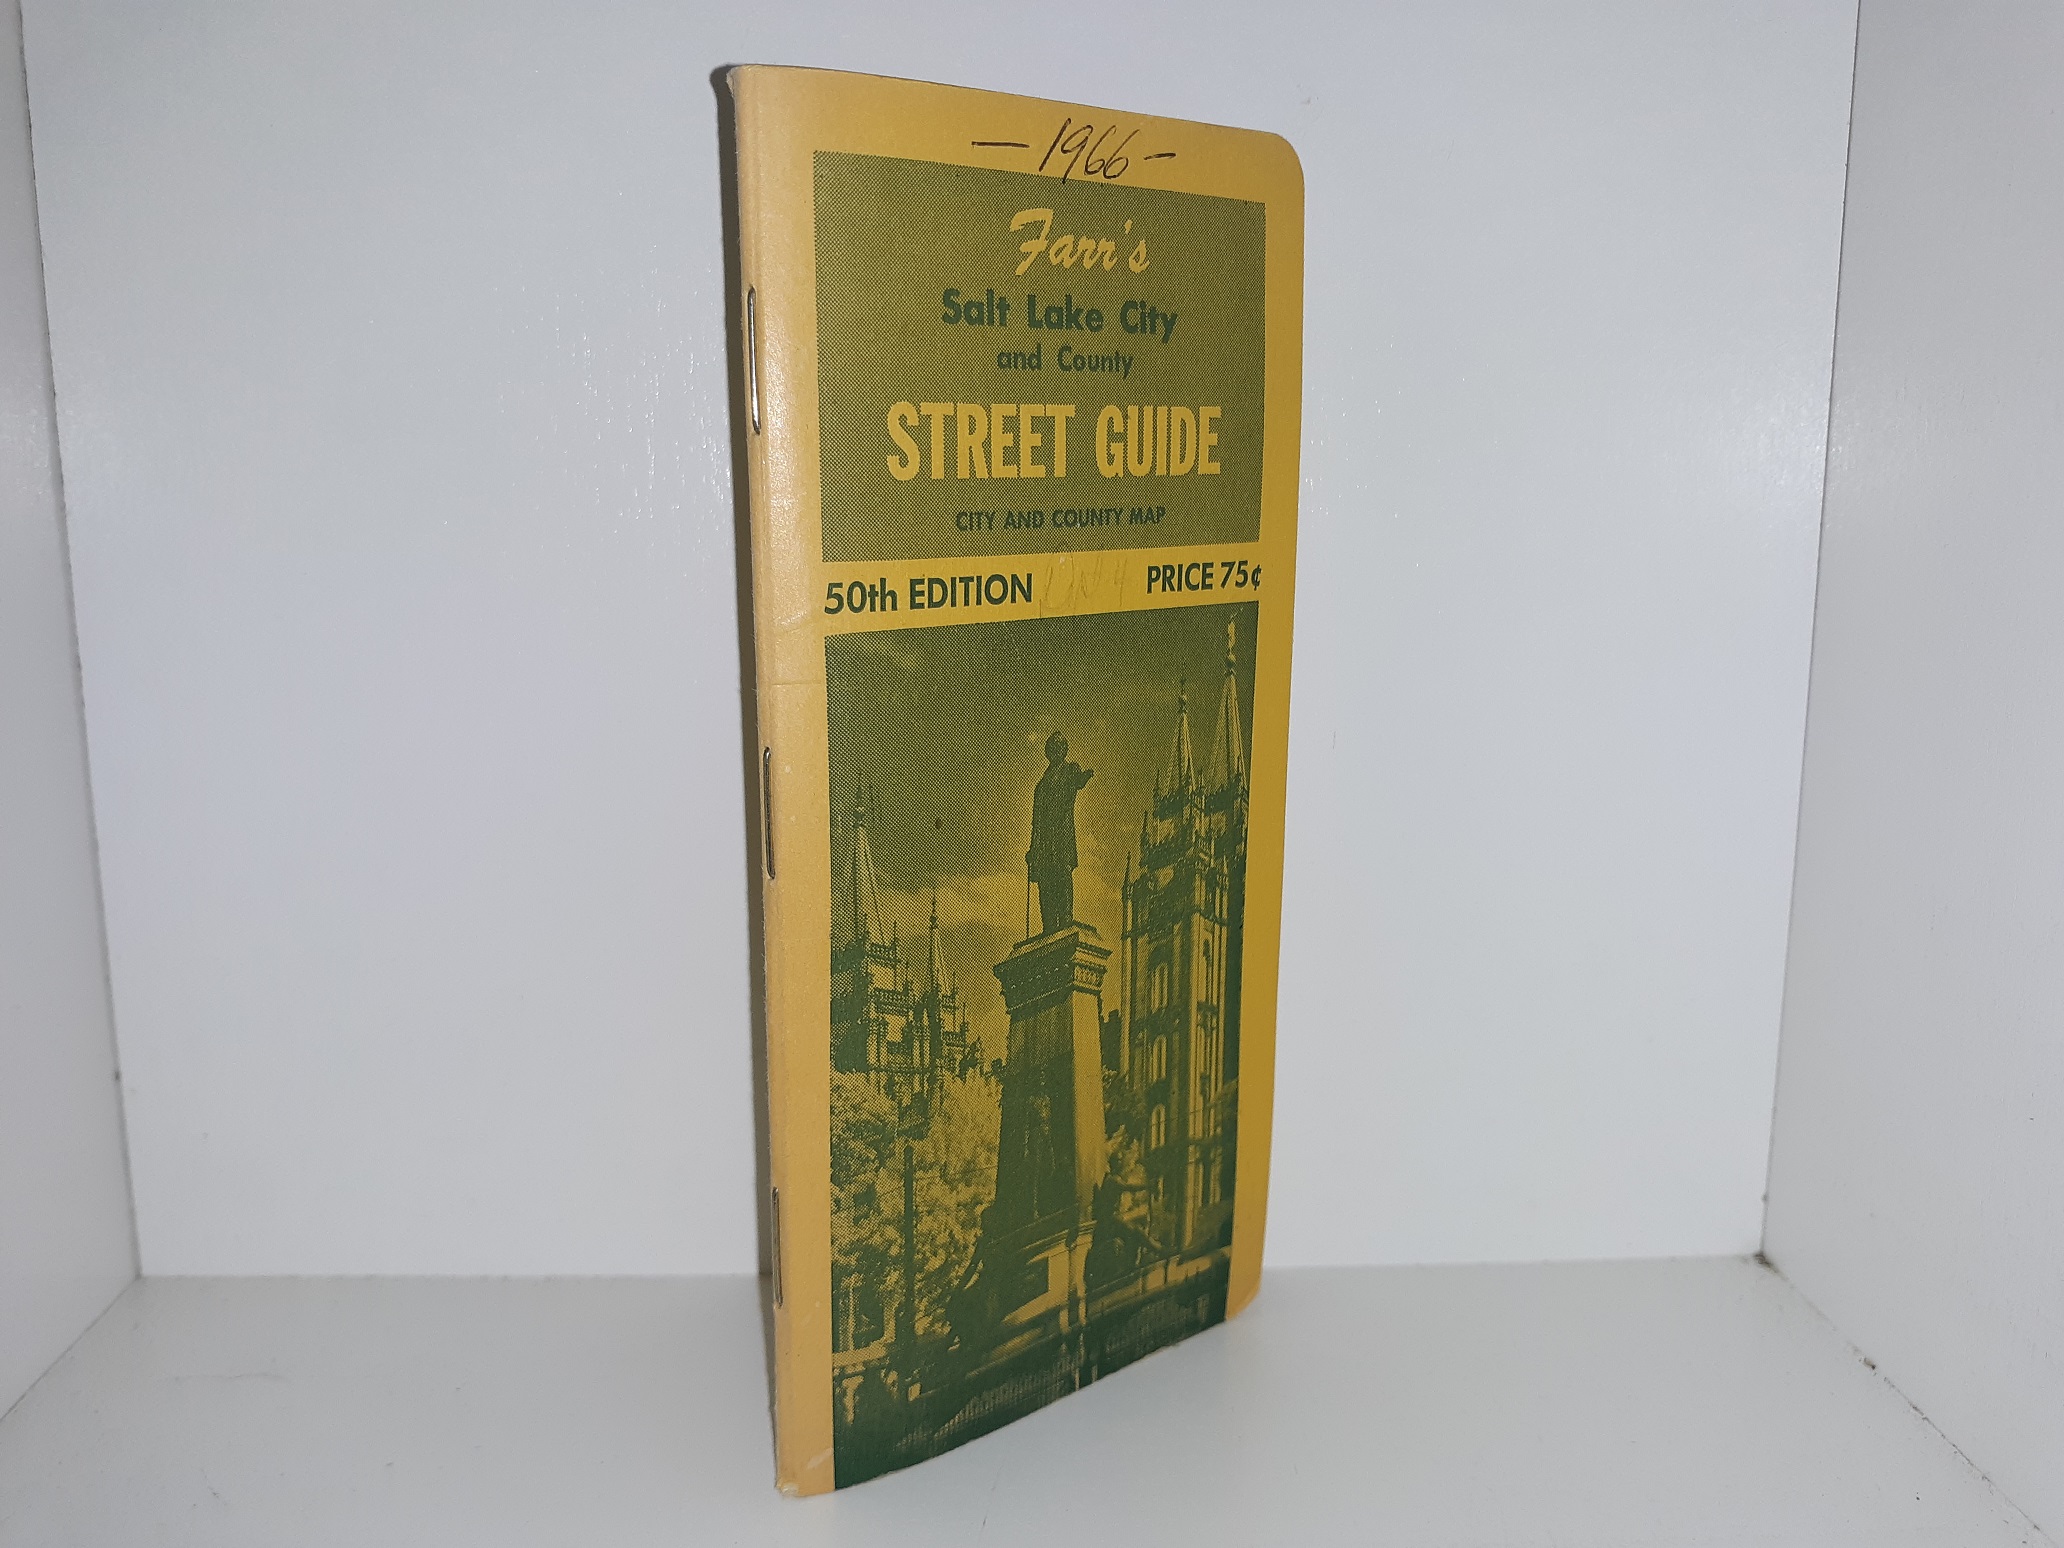 — 1966 —
Farr's
Salt Lake City
and County
STREET GUIDE
CITY AND COUNTY MAP
50th EDITION PRICE 75¢